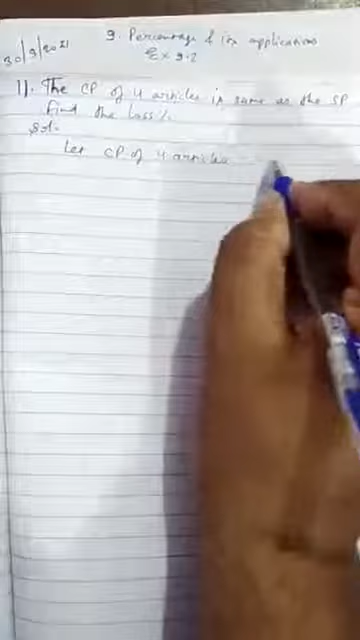 30/9/2021
9. Percentage & its applications
Ex 9.2
11. The CP of 4 articles is same as the SP
find the loss %.
Sol.
Let CP of 4 articles